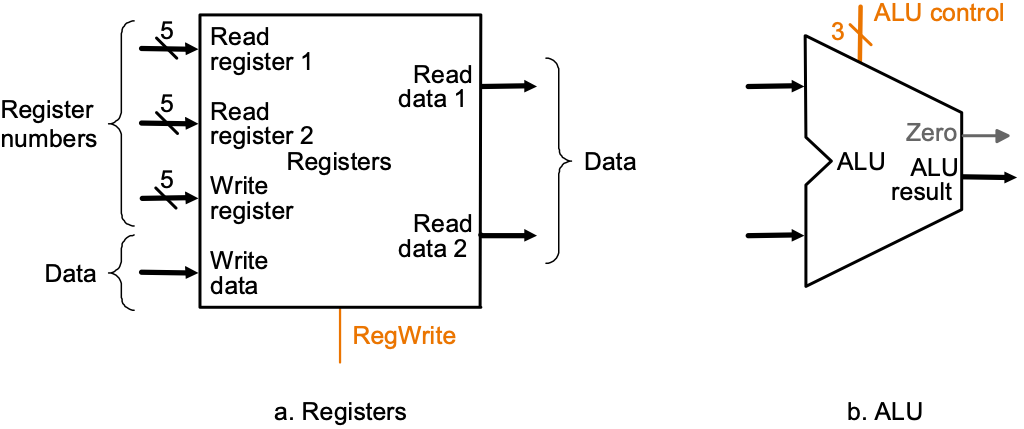 Register
numbers
5
Read
register 1
5
Read
register 2
5
Write
register
Data
Write
data
Registers
Read
data 1
Read
data 2
Data
RegWrite
a. Registers
ALU control
3
Zero
ALU
ALU
result
b. ALU